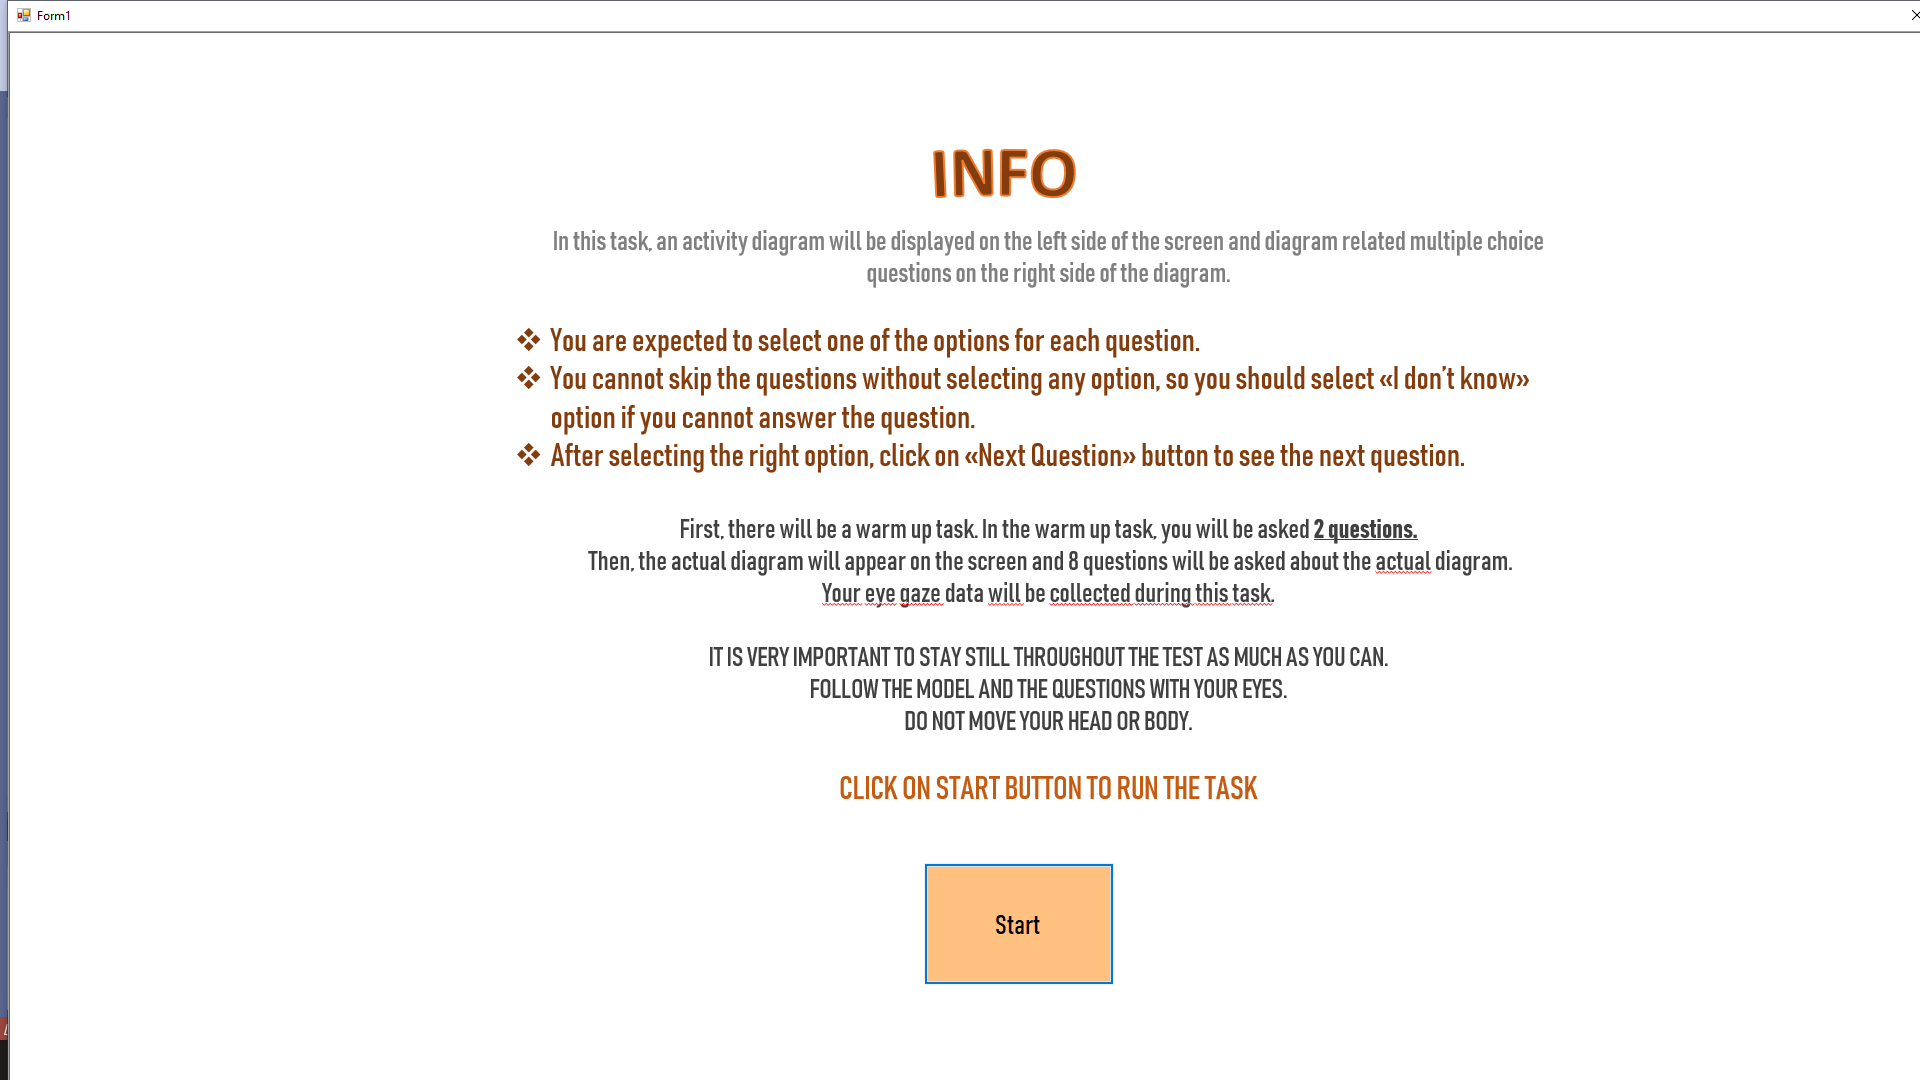 Form1
INFO
In this task, an activity diagram will be displayed on the left side of the screen and diagram related multiple choice
questions on the right side of the diagram.
❖ You are expected to select one of the options for each question.
❖ You cannot skip the questions without selecting any option, so you should select «I don’t know»
option if you cannot answer the question.
❖ After selecting the right option, click on «Next Question» button to see the next question.
First, there will be a warm up task. In the warm up task, you will be asked 2 questions.
Then, the actual diagram will appear on the screen and 8 questions will be asked about the actual diagram.
Your eye gaze data will be collected during this task.
IT IS VERY IMPORTANT TO STAY STILL THROUGHOUT THE TEST AS MUCH AS YOU CAN.
FOLLOW THE MODEL AND THE QUESTIONS WITH YOUR EYES.
DO NOT MOVE YOUR HEAD OR BODY.
CLICK ON START BUTTON TO RUN THE TASK
Start